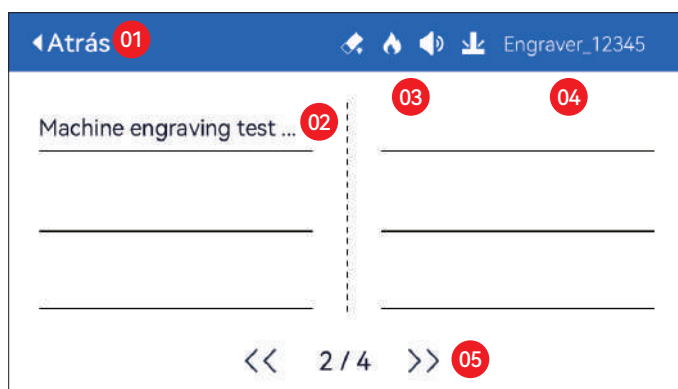 Atrás 01 Engraver_12345
03 04
Machine engraving test ... 02
<< 2 / 4 >> 05